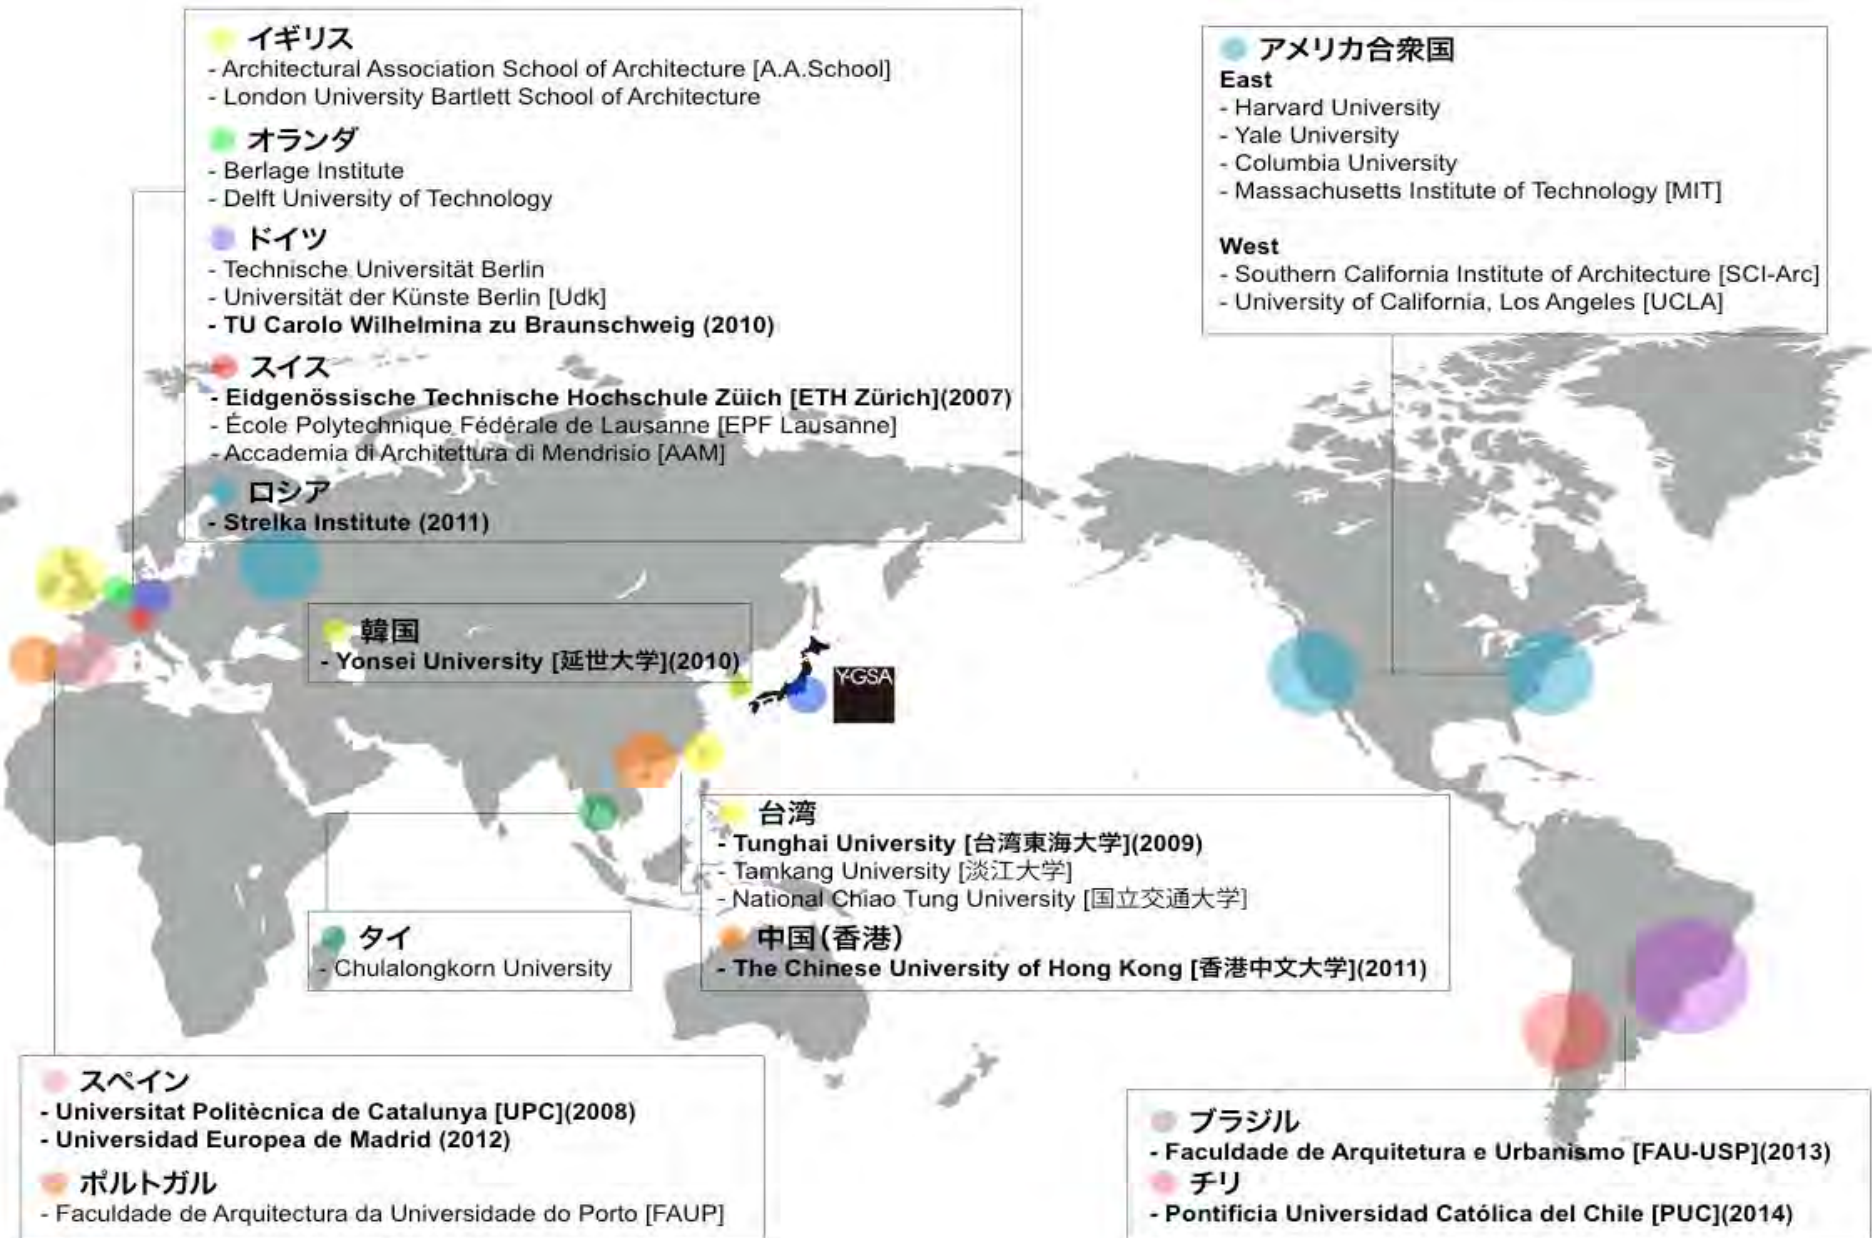 イギリス
- Architectural Association School of Architecture [A.A.School]
- London University Bartlett School of Architecture
オランダ
- Berlage Institute
- Delft University of Technology
ドイツ
- Technische Universität Berlin
- Universität der Künste Berlin [Udk]
- TU Carolo Wilhelmina zu Braunschweig (2010)
スイス
- Eidgenössische Technische Hochschule Züich [ETH Zürich](2007)
- École Polytechnique Fédérale de Lausanne [EPF Lausanne]
- Accademia di Architettura di Mendrisio [AAM]
ロシア
- Strelka Institute (2011)
アメリカ合衆国
East
- Harvard University
- Yale University
- Columbia University
- Massachusetts Institute of Technology [MIT]
West
- Southern California Institute of Architecture [SCI-Arc]
- University of California, Los Angeles [UCLA]
韓国
- Yonsei University [延世大学](2010)
Y-GSA
台湾
- Tunghai University [台湾東海大学](2009)
- Tamkang University [淡江大学]
- National Chiao Tung University [国立交通大学]
中国(香港)
- The Chinese University of Hong Kong [香港中文大学](2011)
タイ
- Chulalongkorn University
スペイン
- Universitat Politècnica de Catalunya [UPC](2008)
- Universidad Europea de Madrid (2012)
ポルトガル
- Faculdade de Arquitectura da Universidade do Porto [FAUP]
ブラジル
- Faculdade de Arquitetura e Urbanismo [FAU-USP](2013)
チリ
- Pontificia Universidad Católica del Chile [PUC](2014)